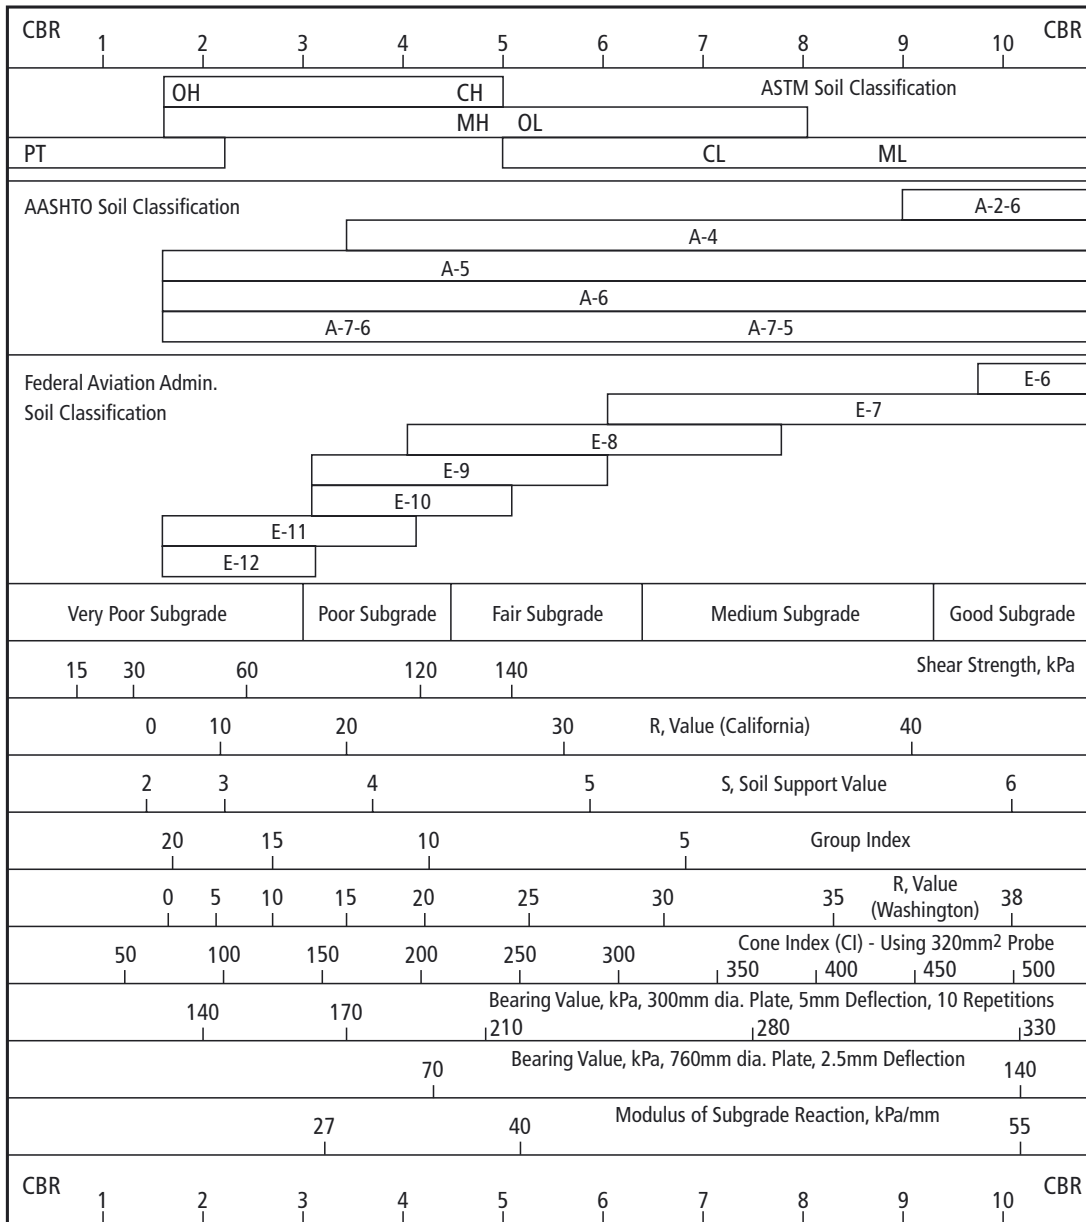 CBR 1 2 3 4 5 6 7 8 9 10 CBR
OH CH ASTM Soil Classification
MH OL
PT CL ML
AASHTO Soil Classification A-2-6
A-4
A-5
A-6
A-7-6 A-7-5
Federal Aviation Admin. E-6
Soil Classification E-7
E-8
E-9
E-10
E-11
E-12
Very Poor Subgrade Poor Subgrade Fair Subgrade Medium Subgrade Good Subgrade
15 30 60 120 140 Shear Strength, kPa
0 10 20 30 R, Value (California) 40
2 3 4 5 S, Soil Support Value 6
20 15 10 5 Group Index
0 5 10 15 20 25 30 35 R, Value (Washington) 38
Cone Index (CI) - Using 320mm² Probe
50 100 150 200 250 300 350 400 450 500
Bearing Value, kPa, 300mm dia. Plate, 5mm Deflection, 10 Repetitions
140 170 210 280 330
Bearing Value, kPa, 760mm dia. Plate, 2.5mm Deflection
70 140
Modulus of Subgrade Reaction, kPa/mm
27 40 55
CBR 1 2 3 4 5 6 7 8 9 10 CBR